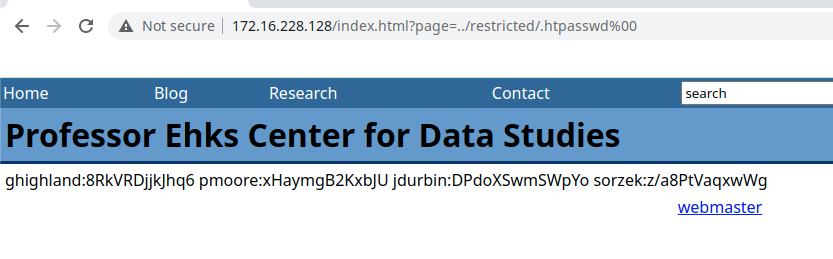 Not secure 172.16.228.128/index.html?page=../restricted/.htpasswd%00
Home Blog Research Contact search
Professor Ehks Center for Data Studies
ghighland:8RkVRDjjkJhq6 pmoore:xHaymgB2KxbJU jdurbin:DPdoXSwmSWpYo sorzek:z/a8PtVaqxwWg
webmaster